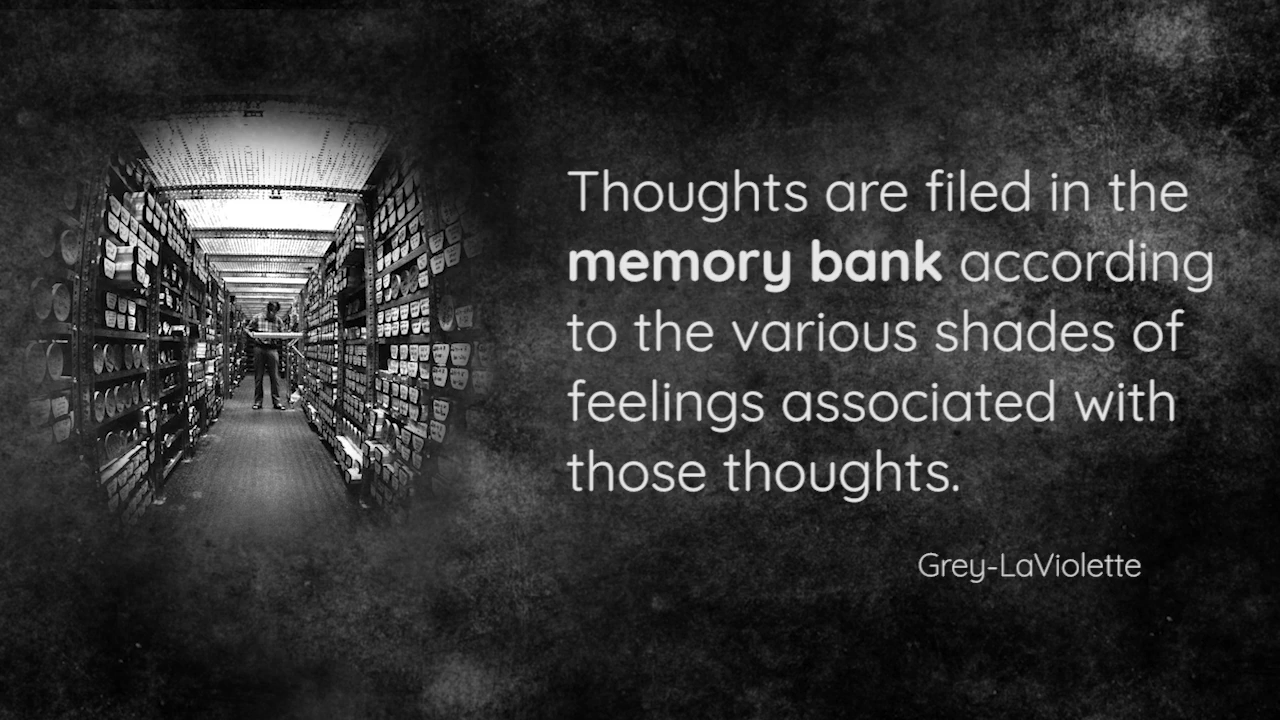 Thoughts are filed in the
memory bank according
to the various shades of
feelings associated with
those thoughts.
Grey-LaViolette